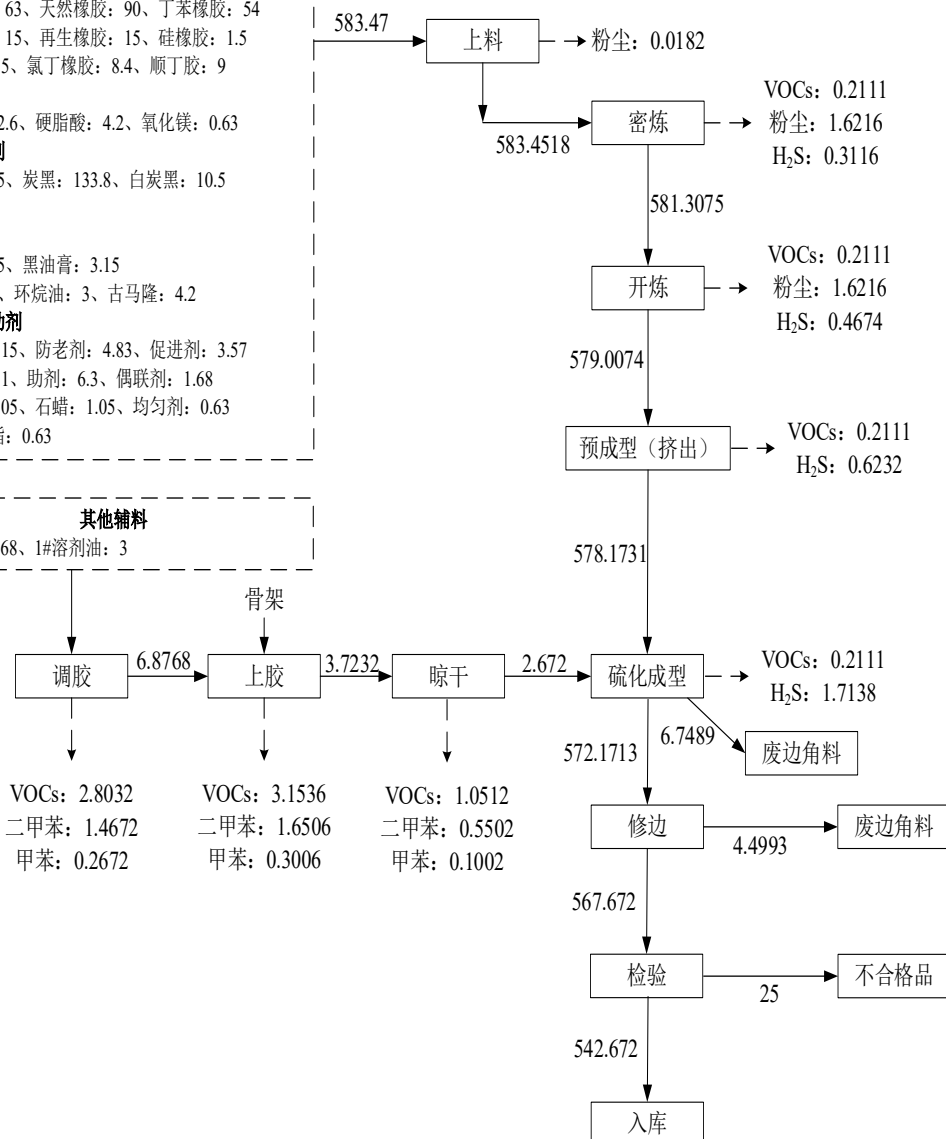 63、天然橡胶：90、丁苯橡胶：54
15、再生橡胶：15、硅橡胶：1.5
5、氯丁橡胶：8.4、顺丁胶：9
2.6、硬脂酸：4.2、氧化镁：0.63
剂
5、炭黑：133.8、白炭黑：10.5
5、黑油膏：3.15
、环烷油：3、古马隆：4.2
助剂
15、防老剂：4.83、促进剂：3.57
1、助剂：6.3、偶联剂：1.68
05、石蜡：1.05、均匀剂：0.63
脂：0.63
583.47
上料
粉尘：0.0182
583.4518
密炼
VOCs：0.2111
粉尘：1.6216
H₂S：0.3116
581.3075
开炼
VOCs：0.2111
粉尘：1.6216
H₂S：0.4674
579.0074
预成型（挤出）
VOCs：0.2111
H₂S：0.6232
578.1731
其他辅料
68、1#溶剂油：3
骨架
调胶
6.8768
上胶
3.7232
晾干
2.672
硫化成型
VOCs：0.2111
H₂S：1.7138
VOCs：2.8032
二甲苯：1.4672
甲苯：0.2672
VOCs：3.1536
二甲苯：1.6506
甲苯：0.3006
VOCs：1.0512
二甲苯：0.5502
甲苯：0.1002
572.1713
6.7489
废边角料
修边
4.4993
废边角料
567.672
检验
25
不合格品
542.672
入库